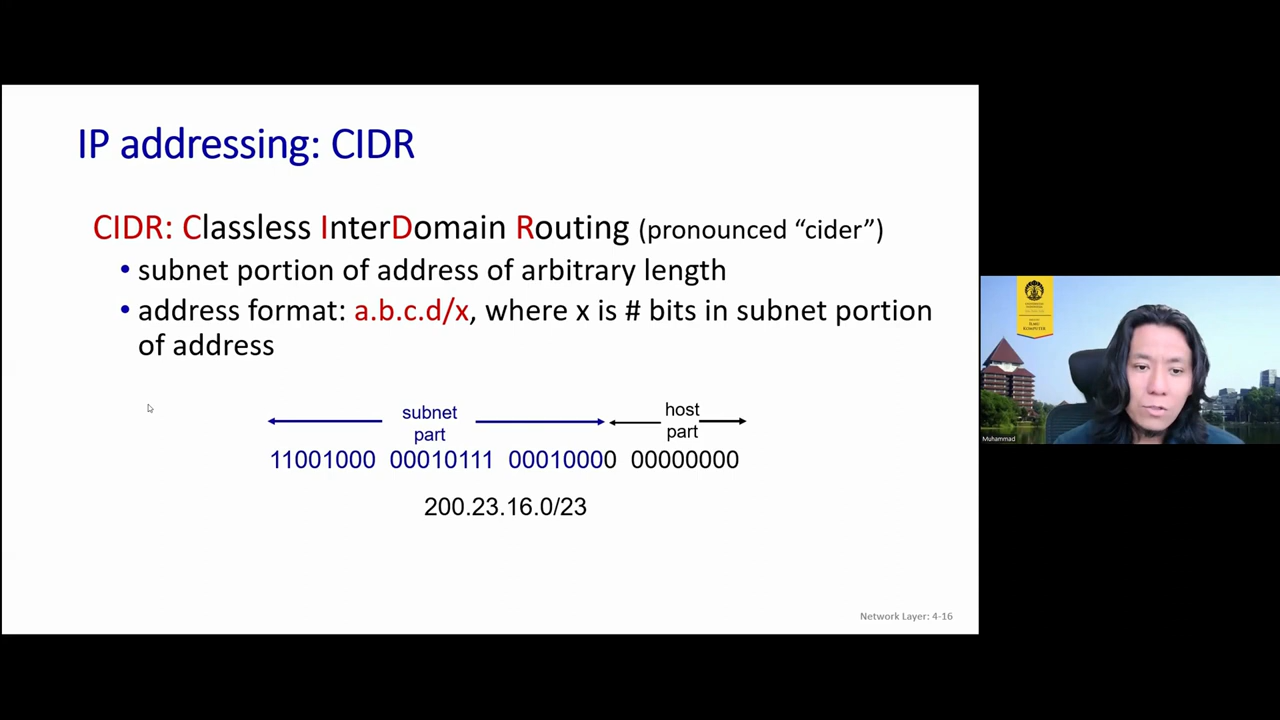 IP addressing: CIDR
CIDR: Classless InterDomain Routing (pronounced “cider”)
• subnet portion of address of arbitrary length
• address format: a.b.c.d/x, where x is # bits in subnet portion
of address
subnet
part
host
part
11001000 00010111 00010000 00000000
200.23.16.0/23
Network Layer: 4-16
ILMU
KOMPUTER
Muhammad